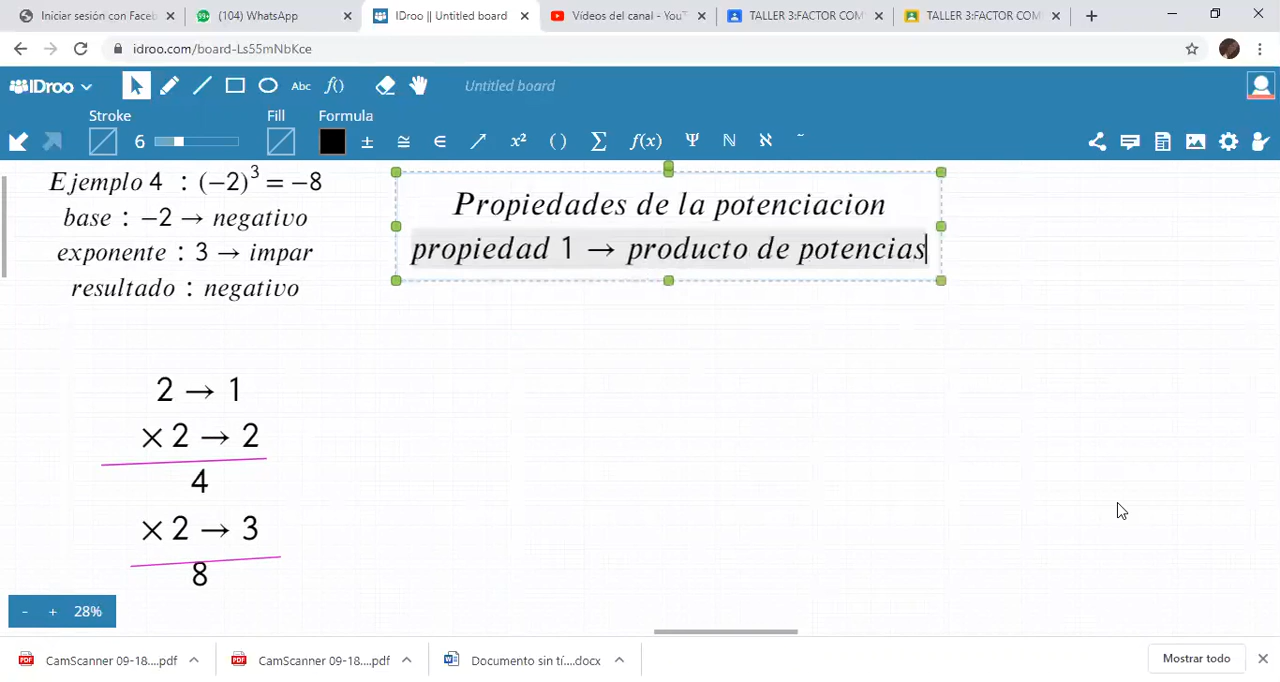 Iniciar sesión con Faceb
(104) WhatsApp
IDroo || Untitled board
Vídeos del canal - YouT
TALLER 3:FACTOR COM
TALLER 3:FACTOR COM
idroo.com/board-Ls55mNbKce
IDroo
Abc
f()
Untitled board
Stroke
Fill
Formula
6
± ≅ ∈ ↗ x² ( ) ∑ f(x) Ψ ℕ ℵ ~
Ejemplo 4 : (−2)³ = −8
base : −2 → negativo
exponente : 3 → impar
resultado : negativo
Propiedades de la potenciacion
propiedad 1 → producto de potencias
2 → 1
× 2 → 2
4
× 2 → 3
8
- + 28%
CamScanner 09-18....pdf
CamScanner 09-18....pdf
Documento sin tí....docx
Mostrar todo